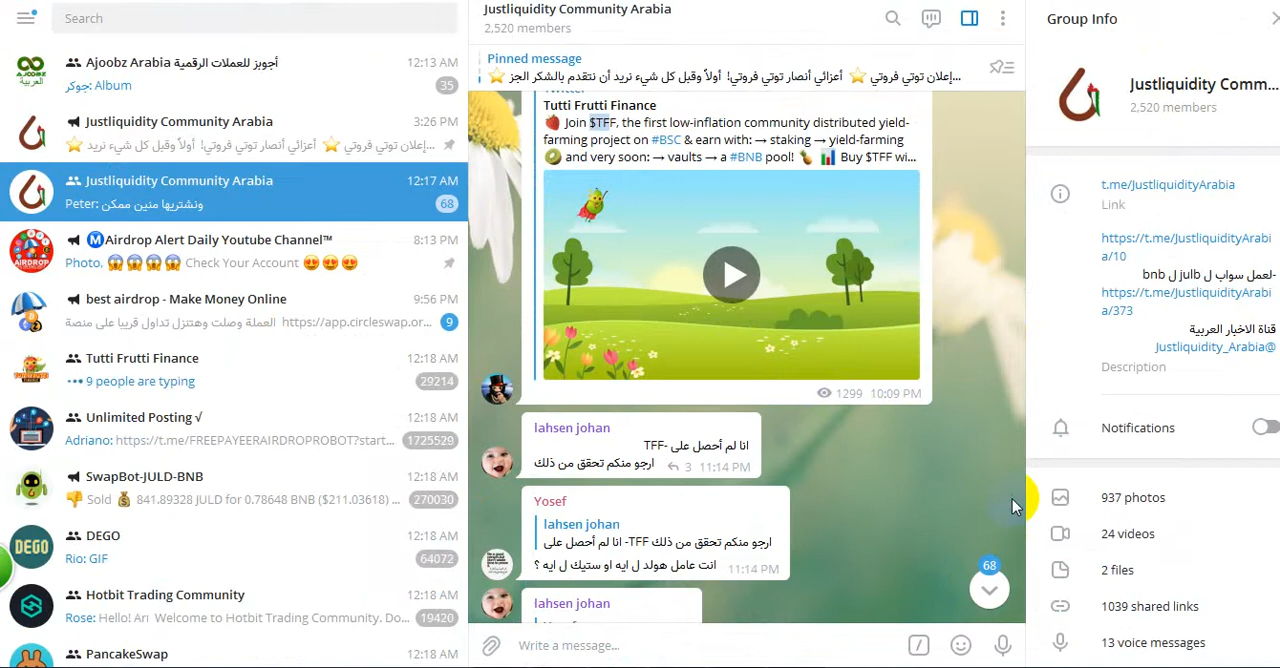 Search
Ajoobz Arabia أجوبز للعملات الرقمية
12:13 AM
جوكر: Album
35
AJOOBZ
العربية
Justliquidity Community Arabia
3:26 PM
⭐ إعلان توتي فروتي ⭐ أعزائي أنصار توتي فروتي! أولاً وقبل كل شيء نريد...
Justliquidity Community Arabia
12:17 AM
Peter: ونشتريها منين ممكن
68
ⓂAirdrop Alert Daily Youtube Channel™
8:13 PM
Photo, 😱😱😱😱 Check Your Account 😍😍😍
best airdrop - Make Money Online
9:56 PM
العملة وصلت وهتنزل تداول قريبا على منصة https://app.circleswap.or...
9
Tutti Frutti Finance
12:18 AM
9 people are typing
29214
Unlimited Posting √
12:18 AM
Adriano: https://t.me/FREEPAYEERAIRDROPROBOT?start...
1725529
SwapBot-JULD-BNB
12:18 AM
👎 Sold 💰 841.89328 JULD for 0.78648 BNB ($211.03618) ...
270030
DEGO
DEGO
12:18 AM
Rio: GIF
64072
Hotbit Trading Community
12:18 AM
Rose: Hello! Arı Welcome to Hotbit Trading Community. Do...
19420
PancakeSwap
12:18 AM
Justliquidity Community Arabia
2,520 members
Pinned message
⭐ إعلان توتي فروتي ⭐ أعزائي أنصار توتي فروتي! أولاً وقبل كل شيء نريد أن نتقدم بالشكر الجز...
Twitter
Tutti Frutti Finance
🍓 Join $TFF, the first low-inflation community distributed yield-
farming project on #BSC & earn with: → staking → yield-farming
🥝 and very soon: → vaults → a #BNB pool! 🍍 📊 Buy $TFF wi...
1299 10:09 PM
lahsen johan
انا لم أحصل على -TFF
ارجو منكم تحقق من ذلك
3 11:14 PM
Yosef
lahsen johan
ارجو منكم تحقق من ذلك TFF- انا لم أحصل على
انت عامل هولد ل ايه او ستيك ل ايه ؟
11:14 PM
lahsen johan
68
Write a message...
Group Info
Justliquidity Comm...
2,520 members
t.me/JustliquidityArabia
Link
https://t.me/JustliquidityArabi
a/10
لعمل سواب ل julb ل bnb-
https://t.me/JustliquidityArabi
a/373
قناة الاخبار العربية
@Justliquidity_Arabia
Description
Notifications
937 photos
24 videos
2 files
1039 shared links
13 voice messages